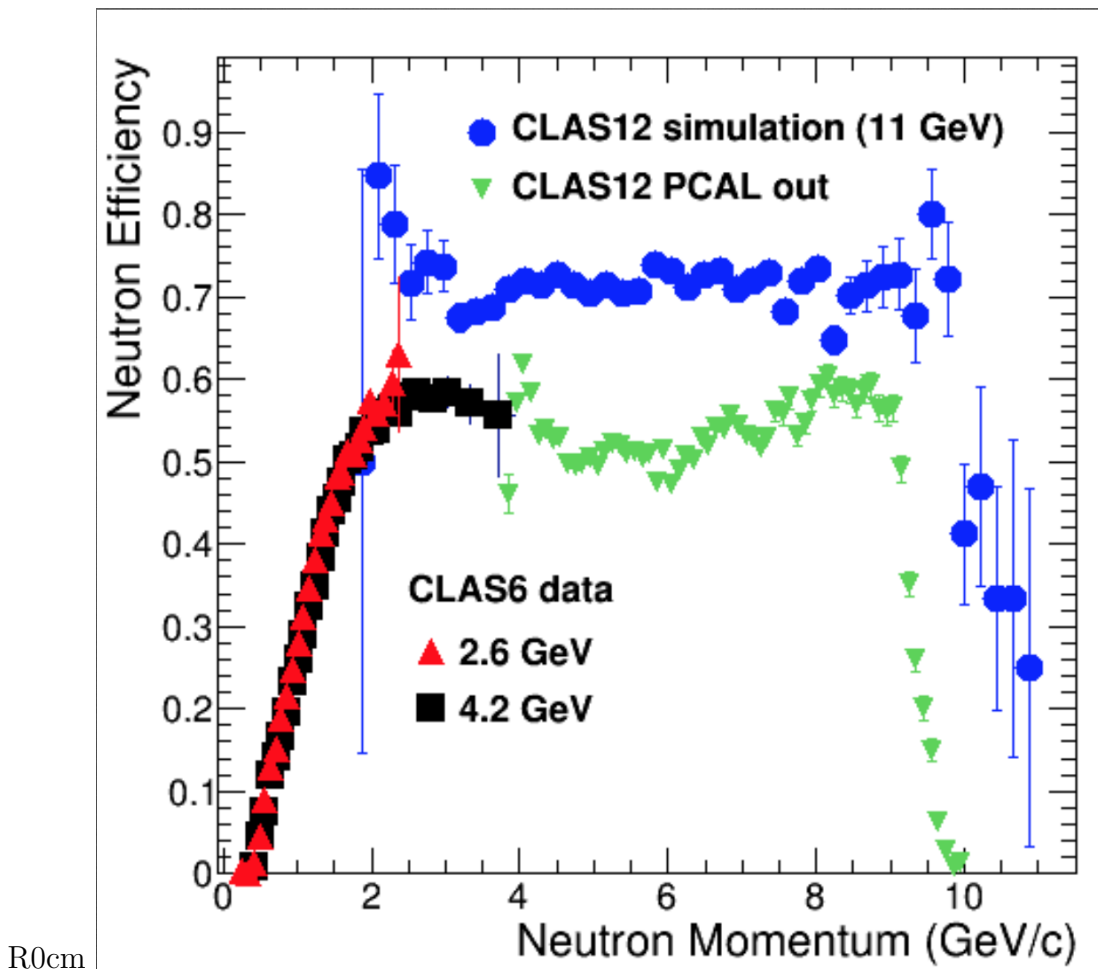 Neutron Efficiency
0.9
0.8
0.7
0.6
0.5
0.4
0.3
0.2
0.1
0
CLAS12 simulation (11 GeV)
CLAS12 PCAL out
CLAS6 data
2.6 GeV
4.2 GeV
0 2 4 6 8 10
Neutron Momentum (GeV/c)
R0cm